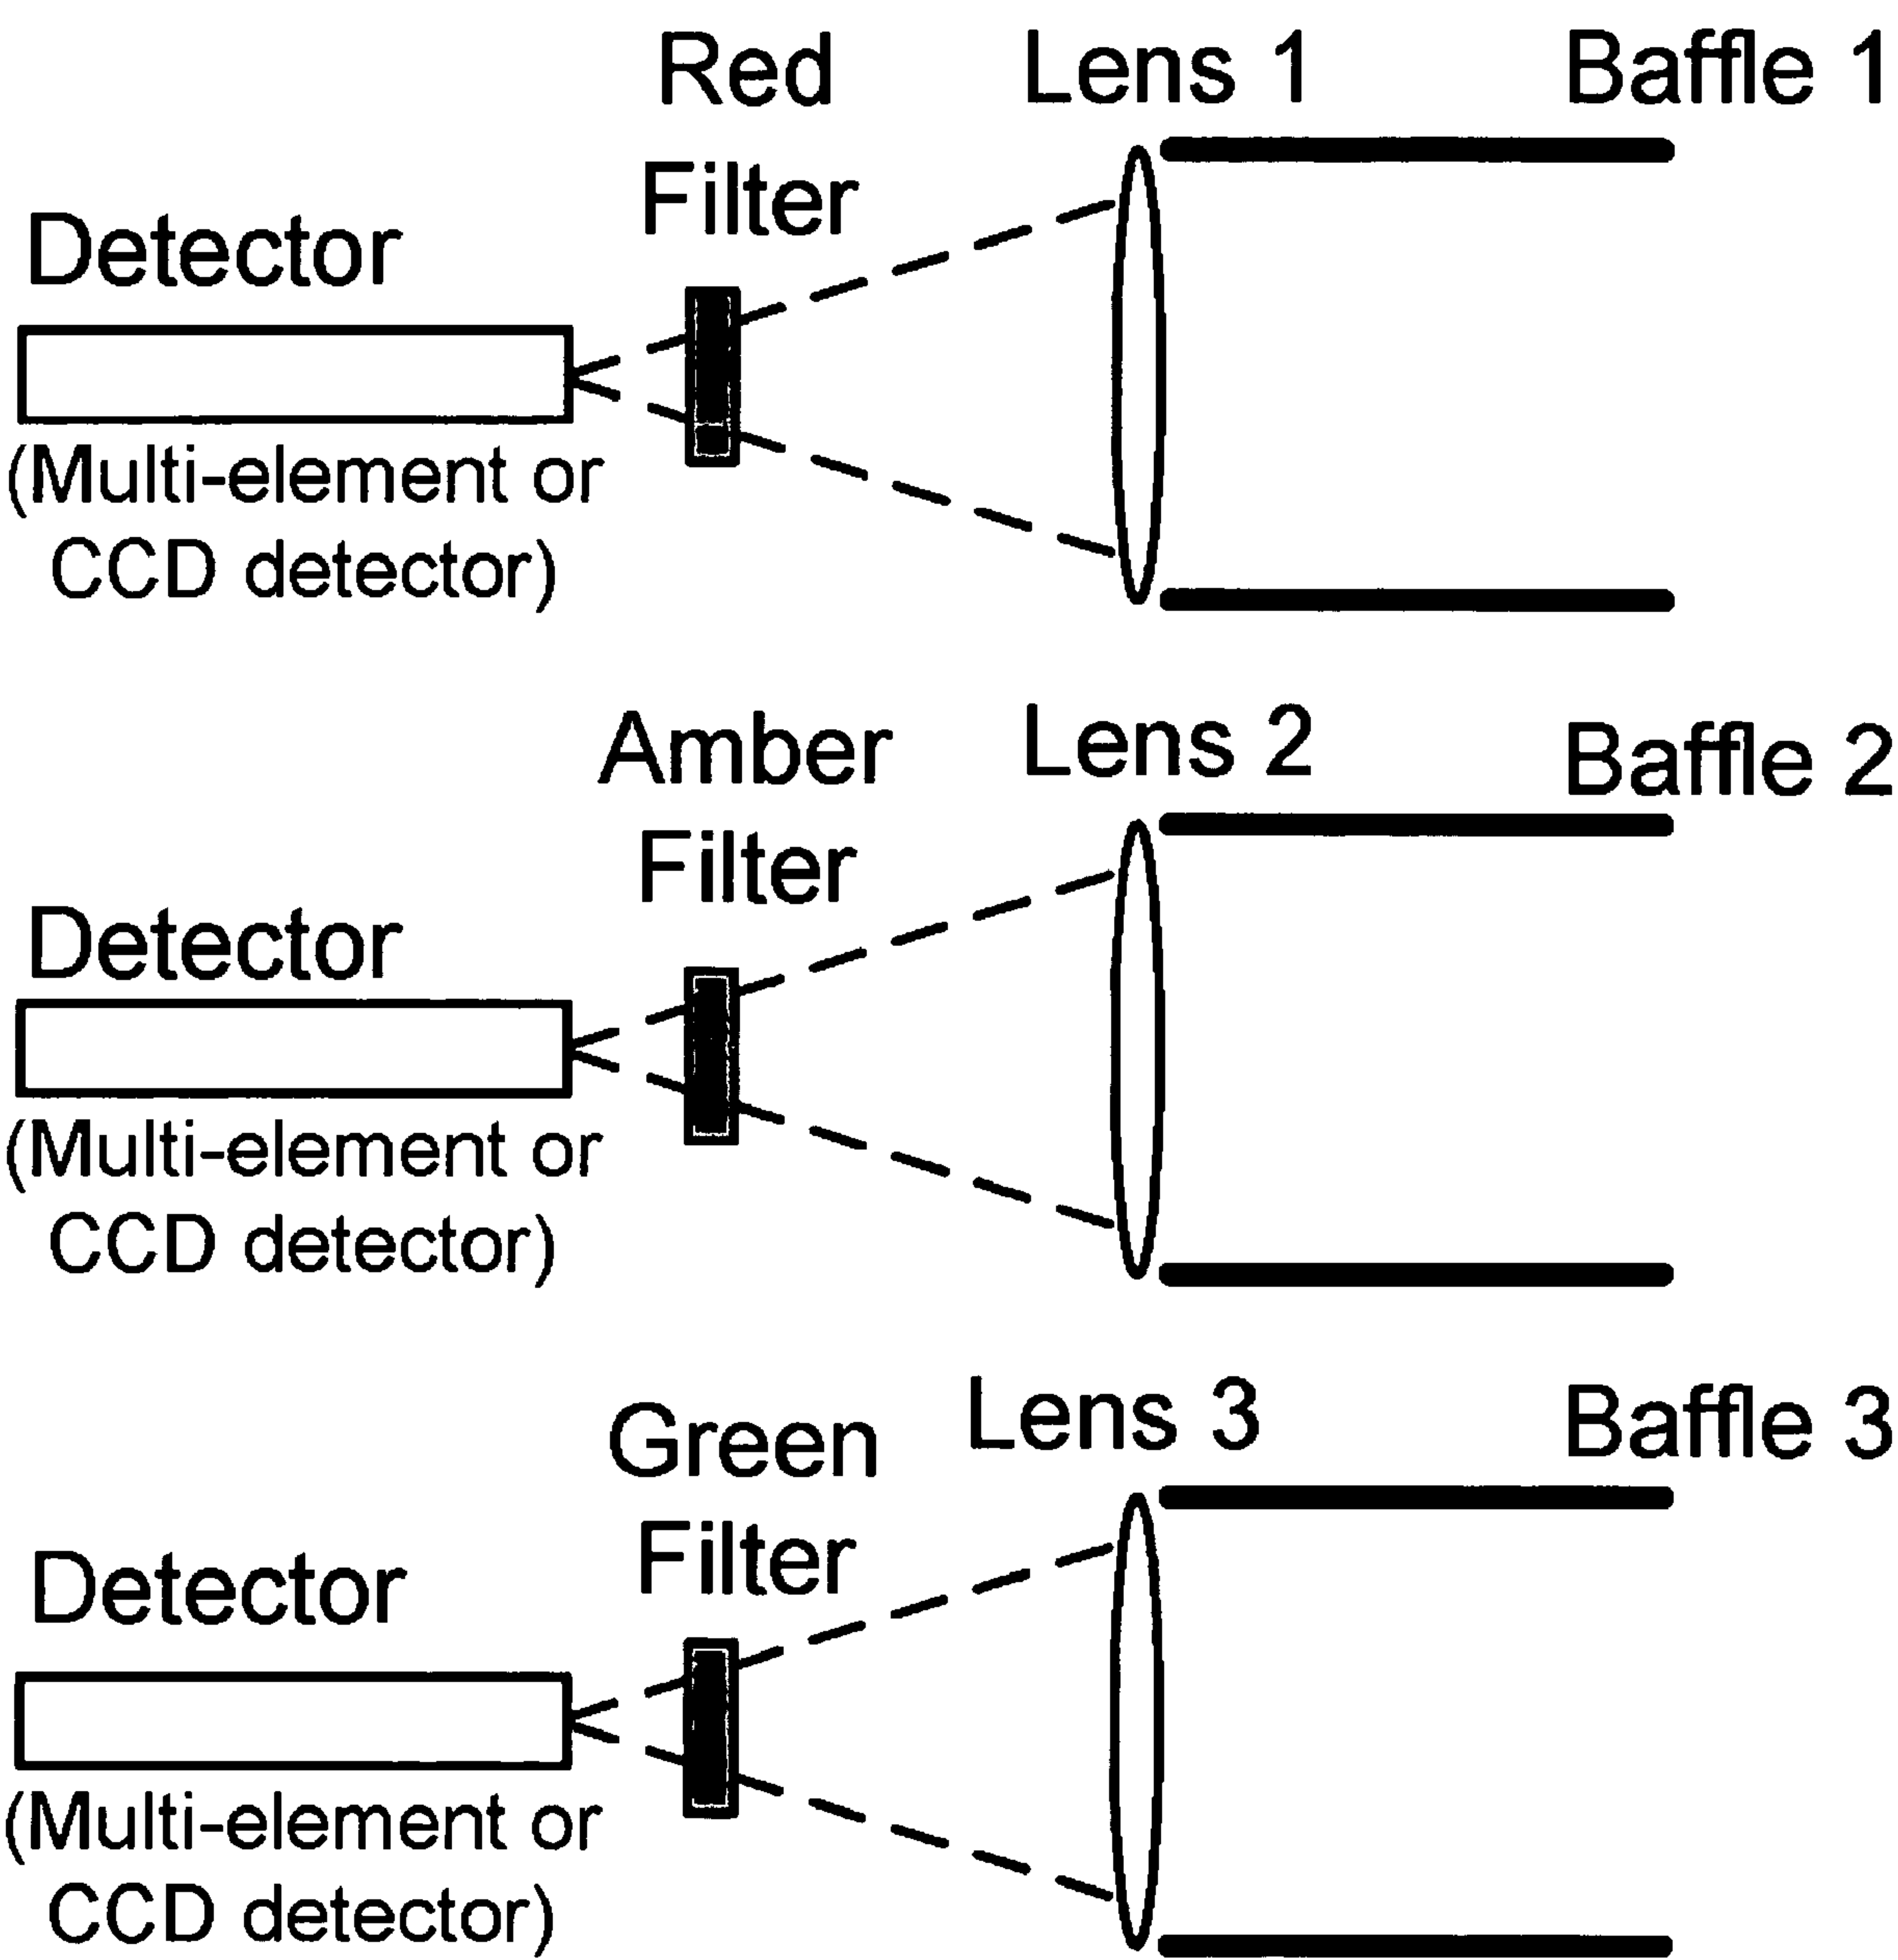 Red Filter
Lens 1
Baffle 1
Detector
(Multi-element or
CCD detector)
Amber Filter
Lens 2
Baffle 2
Detector
(Multi-element or
CCD detector)
Green Filter
Lens 3
Baffle 3
Detector
(Multi-element or
CCD detector)